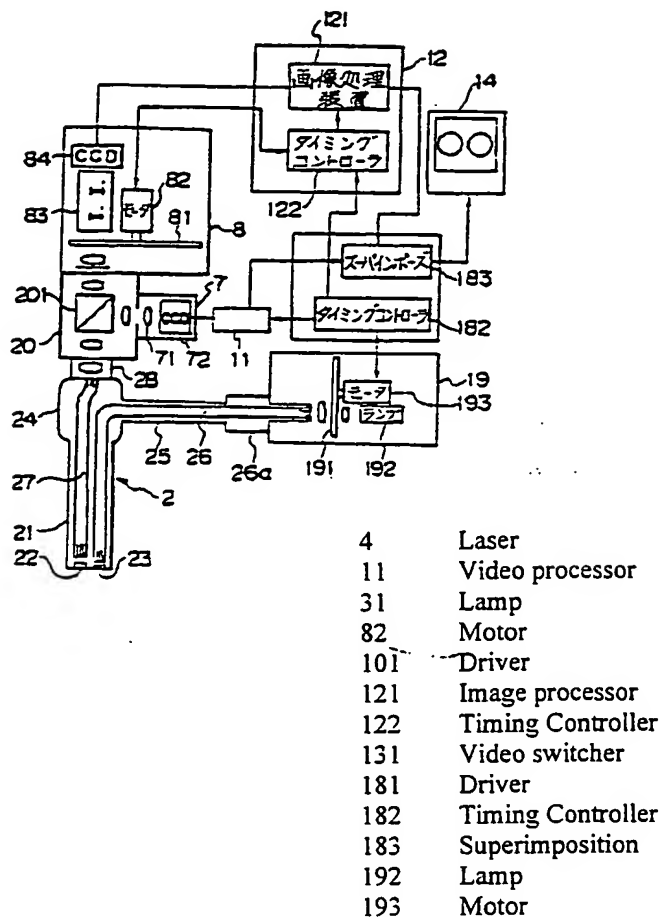 121
12
画像処理
装置
14
84
CCD
82
タイミング
コントローラ
122
83
I.I.
モータ
81
8
スーパインポーズ
183
201
7
CCD
タイミングコントローラ
182
20
71
72
11
28
19
24
モータ
193
ランプ
25
26
26a
191
192
27
2
21
22
23
4 Laser
11 Video processor
31 Lamp
82 Motor
101 Driver
121 Image processor
122 Timing Controller
131 Video switcher
181 Driver
182 Timing Controller
183 Superimposition
192 Lamp
193 Motor